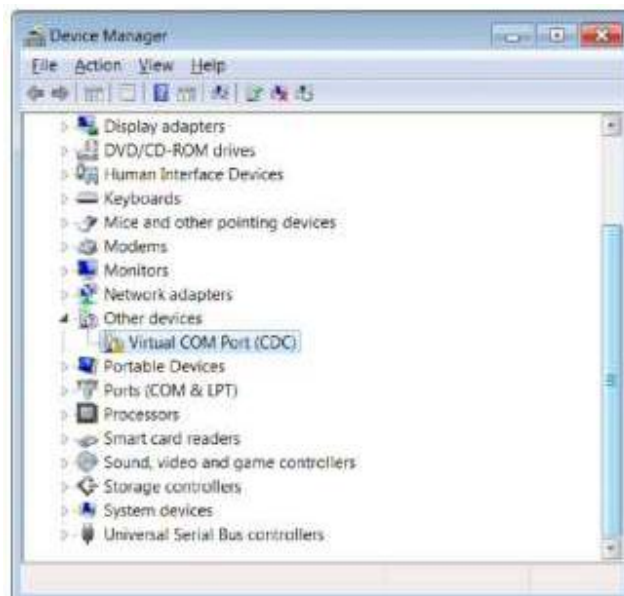 Device Manager
File Action View Help
Display adapters
DVD/CD-ROM drives
Human Interface Devices
Keyboards
Mice and other pointing devices
Modems
Monitors
Network adapters
Other devices
Virtual COM Port (CDC)
Portable Devices
Ports (COM & LPT)
Processors
Smart card readers
Sound, video and game controllers
Storage controllers
System devices
Universal Serial Bus controllers